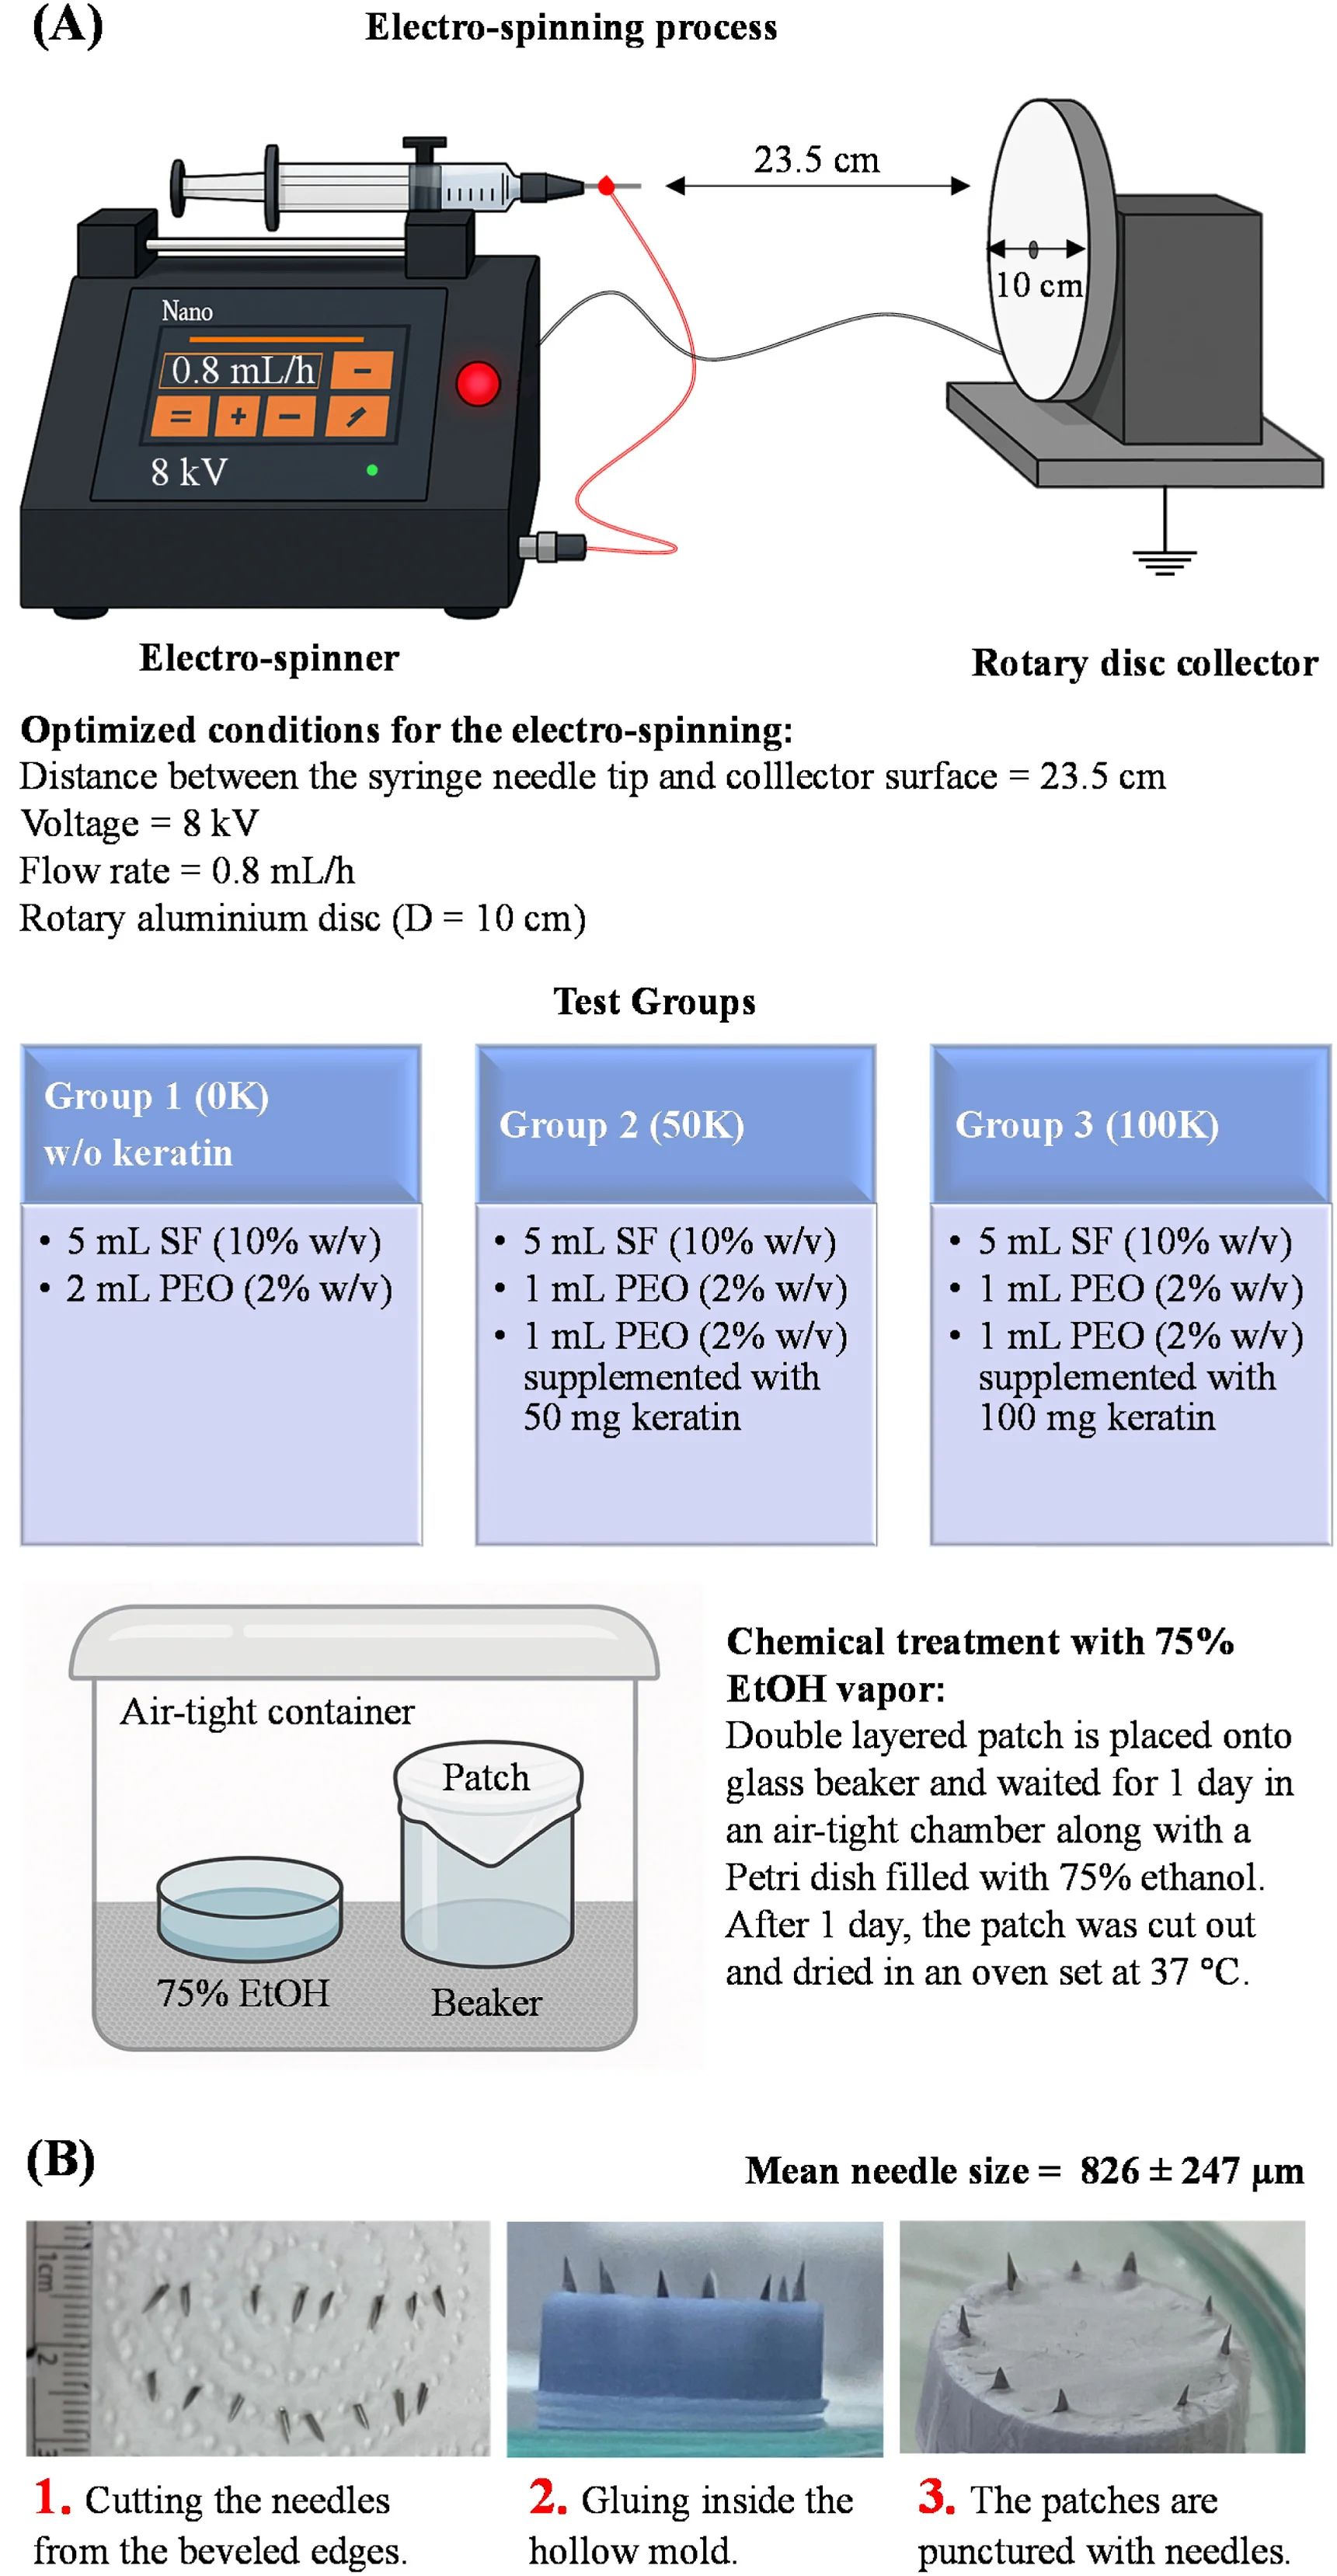 (A)
Electro-spinning process
23.5 cm
10 cm
Nano
0.8 mL/h
−
= + −
8 kV
Electro-spinner
Rotary disc collector
Optimized conditions for the electro-spinning:
Distance between the syringe needle tip and colllector surface = 23.5 cm
Voltage = 8 kV
Flow rate = 0.8 mL/h
Rotary aluminium disc (D = 10 cm)
Test Groups
Group 1 (0K)
w/o keratin
• 5 mL SF (10% w/v)
• 2 mL PEO (2% w/v)
Group 2 (50K)
• 5 mL SF (10% w/v)
• 1 mL PEO (2% w/v)
• 1 mL PEO (2% w/v)
supplemented with
50 mg keratin
Group 3 (100K)
• 5 mL SF (10% w/v)
• 1 mL PEO (2% w/v)
• 1 mL PEO (2% w/v)
supplemented with
100 mg keratin
Air-tight container
Patch
75% EtOH
Beaker
Chemical treatment with 75%
EtOH vapor:
Double layered patch is placed onto
glass beaker and waited for 1 day in
an air-tight chamber along with a
Petri dish filled with 75% ethanol.
After 1 day, the patch was cut out
and dried in an oven set at 37 °C.
(B)
Mean needle size = 826 ± 247 µm
1cm
2
1. Cutting the needles
from the beveled edges.
2. Gluing inside the
hollow mold.
3. The patches are
punctured with needles.